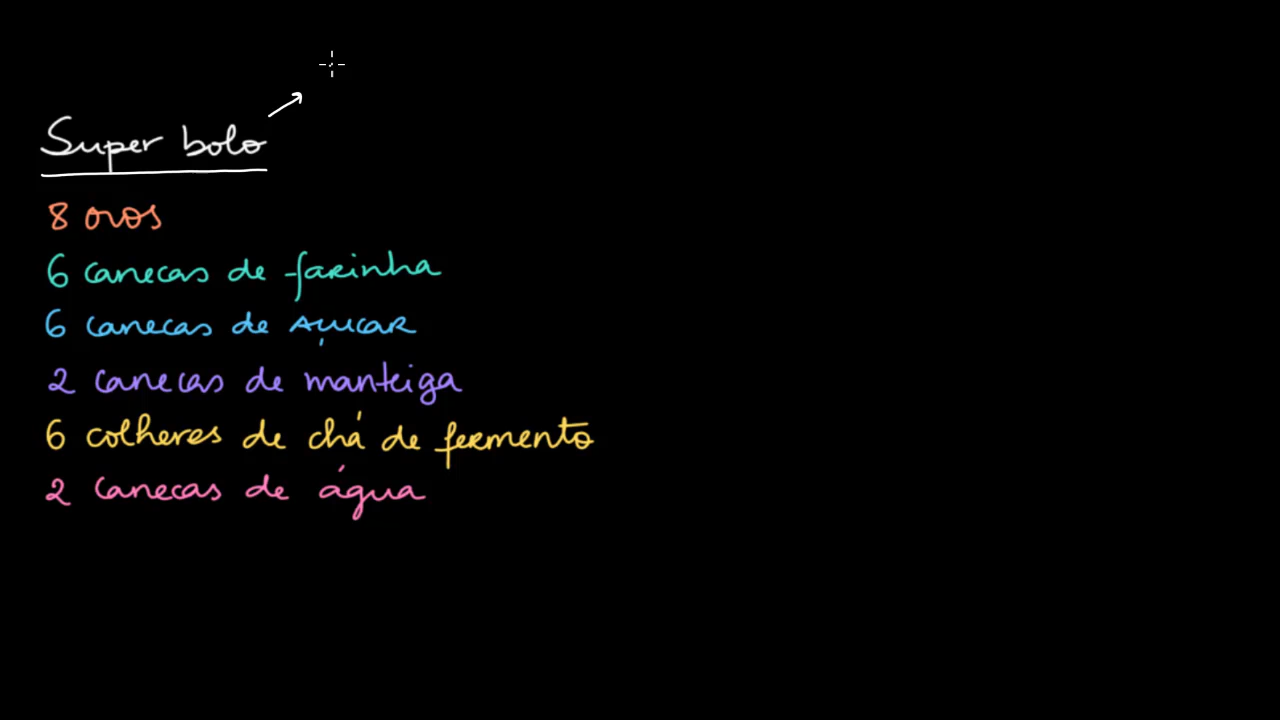 Super bolo
8 ovos
6 canecas de farinha
6 canecas de açucar
2 canecas de manteiga
6 colheres de chá de fermento
2 canecas de água